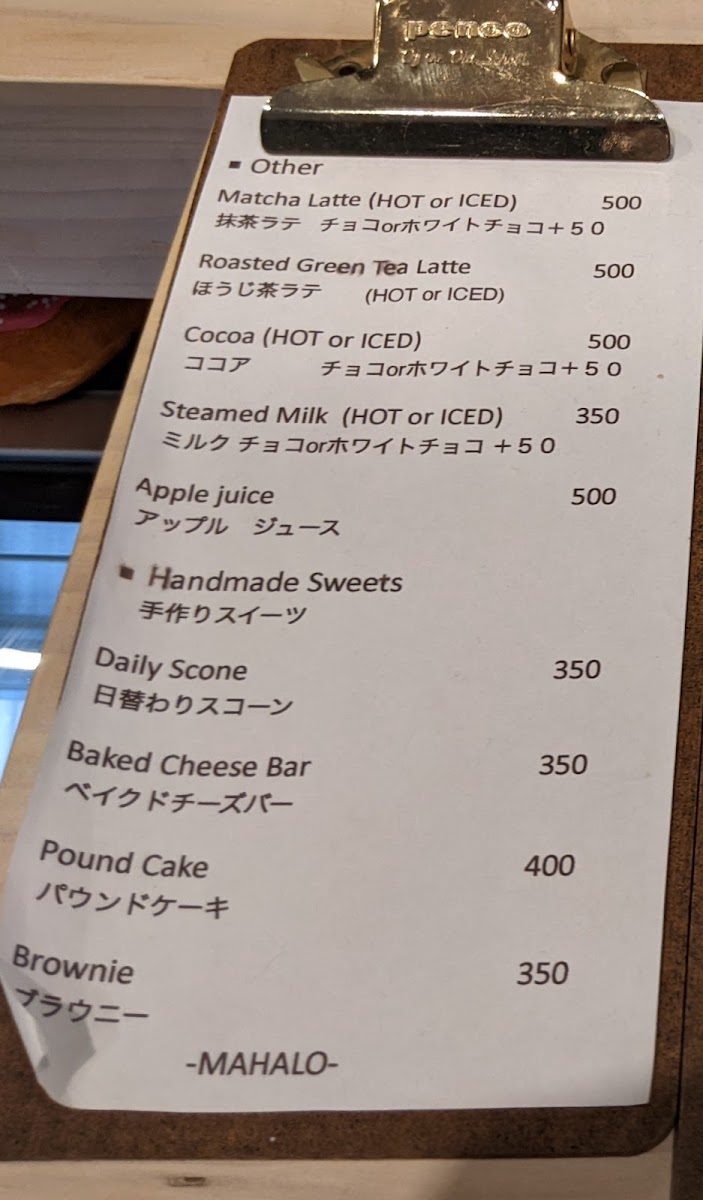 penco
■ Other
Matcha Latte (HOT or ICED) 500
抹茶ラテ チョコorホワイトチョコ＋５０
Roasted Green Tea Latte 500
ほうじ茶ラテ (HOT or ICED)
Cocoa (HOT or ICED) 500
ココア チョコorホワイトチョコ＋５０
Steamed Milk (HOT or ICED) 350
ミルク チョコorホワイトチョコ ＋５０
Apple juice 500
アップル ジュース
■ Handmade Sweets
手作りスイーツ
Daily Scone 350
日替わりスコーン
Baked Cheese Bar 350
ベイクドチーズバー
Pound Cake 400
パウンドケーキ
Brownie 350
ブラウニー
-MAHALO-